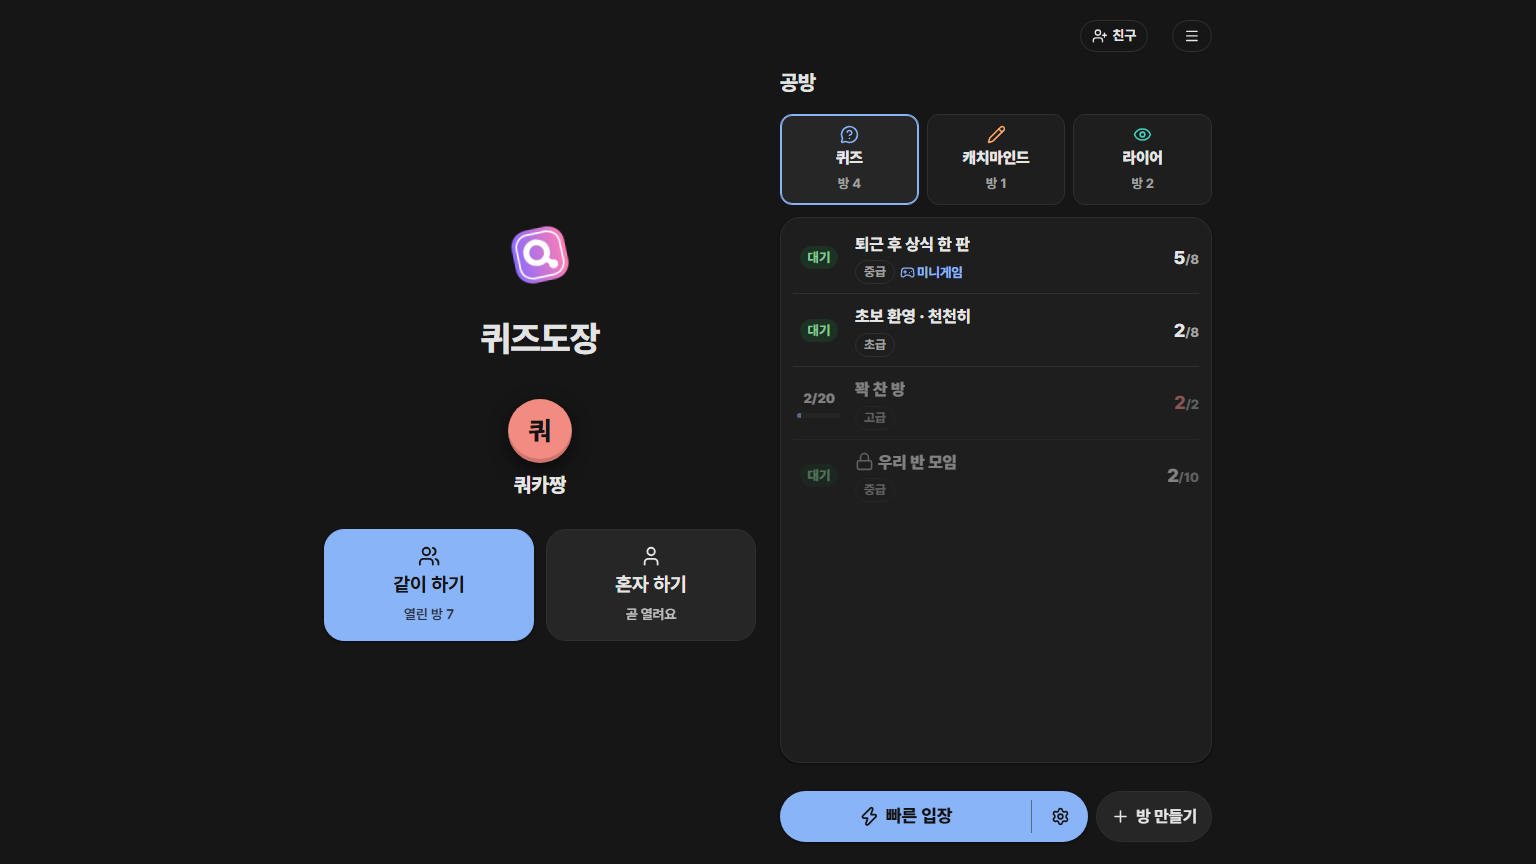 친구
공방
퀴즈
방 4
캐치마인드
방 1
라이어
방 2
퀴즈도장
쿼
쿼카짱
같이 하기
열린 방 7
혼자 하기
곧 열려요
대기
퇴근 후 상식 한 판
중급 미니게임
5/8
대기
초보 환영 · 천천히
초급
2/8
2/20
꽉 찬 방
고급
2/2
대기
우리 반 모임
중급
2/10
빠른 입장
방 만들기